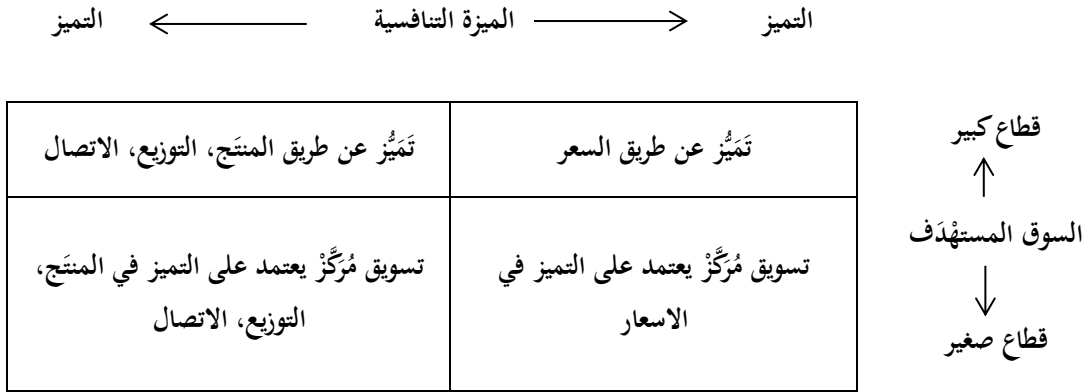 التميز الميزة التنافسية التميز
قطاع كبير
تَمَيُّز عن طريق السعر
تَمَيُّز عن طريق المنتَج، التوزيع، الاتصال
السوق المستهْدَف
تسويق مُرَكَّزْ يعتمد على التميز في
الاسعار
تسويق مُرَكَّزْ يعتمد على التميز في المنتَج،
التوزيع، الاتصال
قطاع صغير